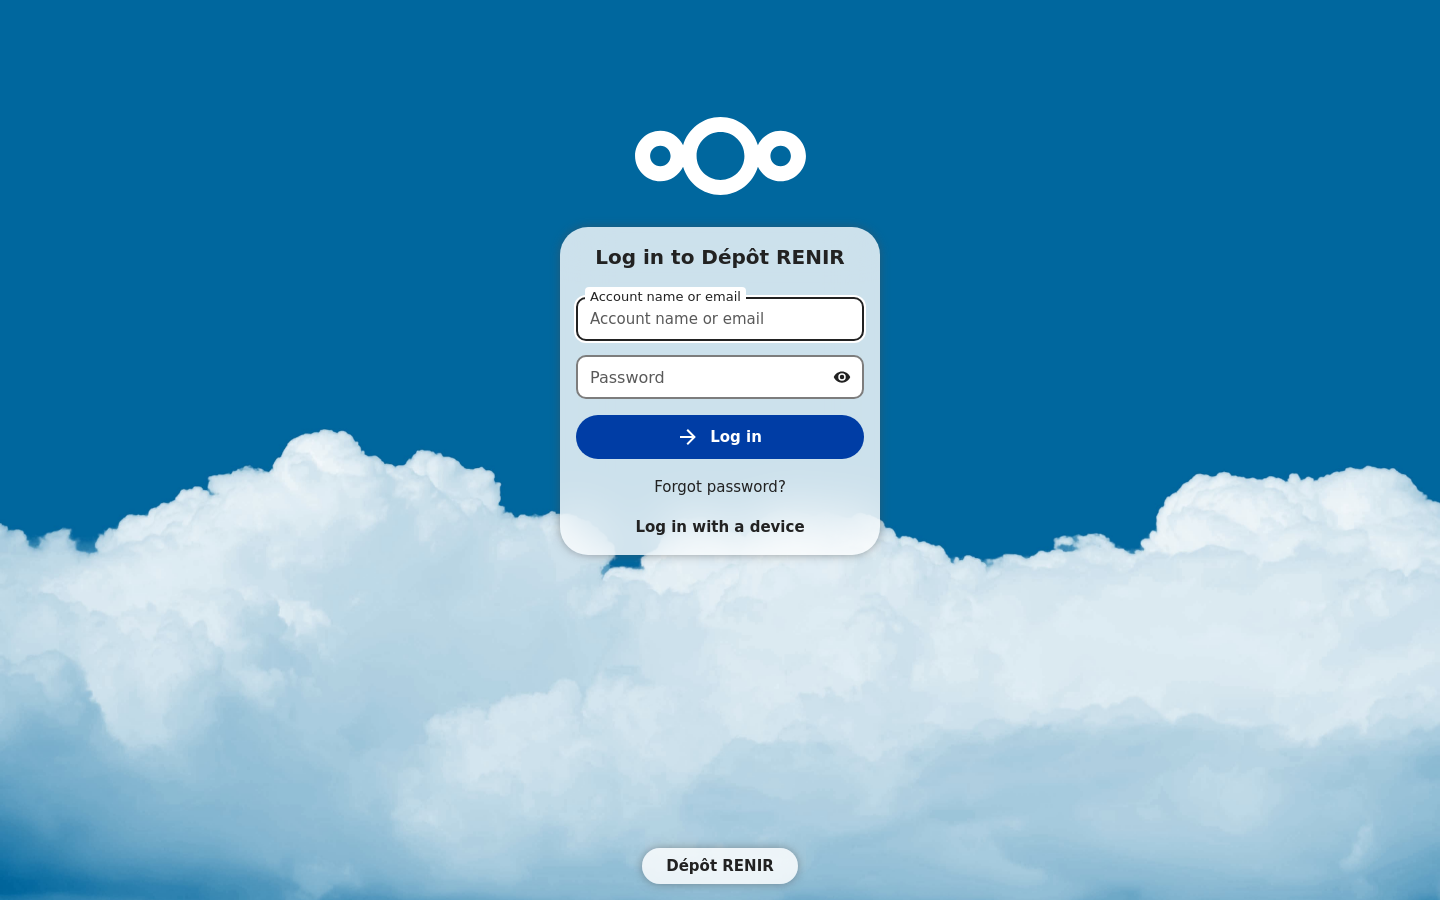 Log in to Dépôt RENIR
Account name or email
Account name or email
Password
Log in
Forgot password?
Log in with a device
Dépôt RENIR